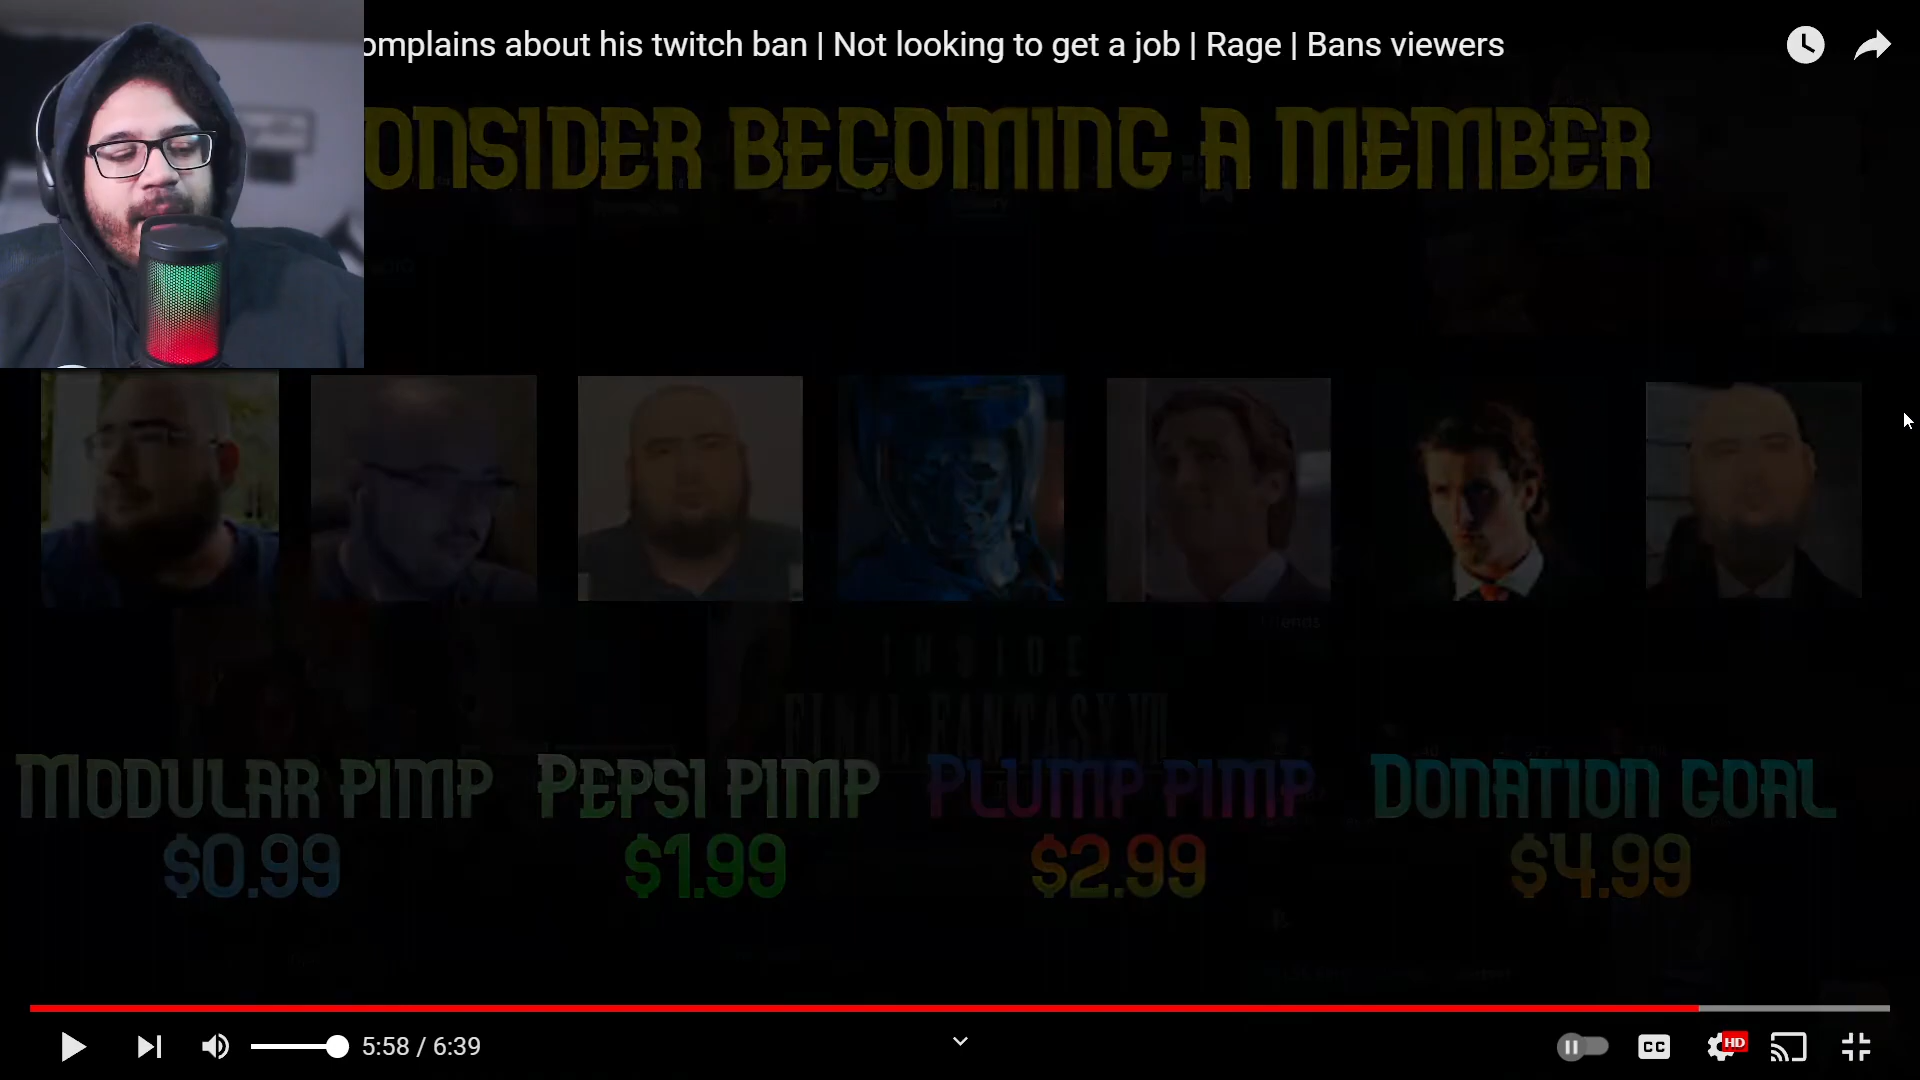 omplains about his twitch ban | Not looking to get a job | Rage | Bans viewers
ONSIDER BECOMING A MEMBER
INSIDE
FINAL FANTASY VII
MODULAR PIMP
$0.99
PEPSI PIMP
$1.99
PLUMP PIMP
$2.99
DONATION GOAL
$4.99
5:58 / 6:39
CC
HD